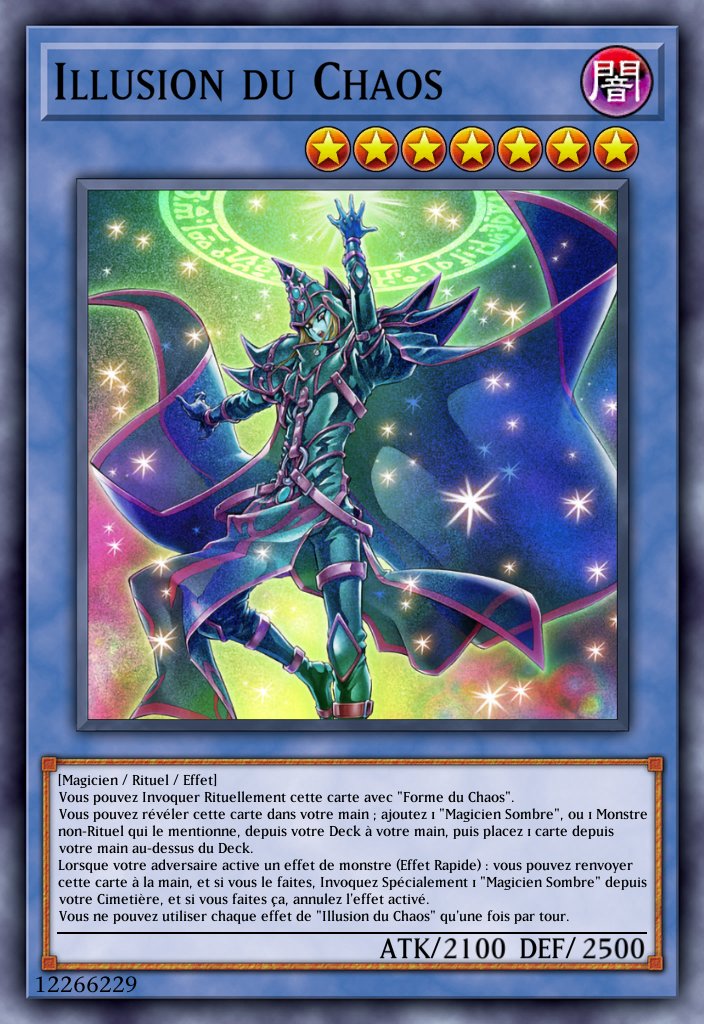 Illusion du Chaos
闇
[Magicien / Rituel / Effet]
Vous pouvez Invoquer Rituellement cette carte avec "Forme du Chaos".
Vous pouvez révéler cette carte dans votre main ; ajoutez 1 "Magicien Sombre", ou 1 Monstre
non-Rituel qui le mentionne, depuis votre Deck à votre main, puis placez 1 carte depuis
votre main au-dessus du Deck.
Lorsque votre adversaire active un effet de monstre (Effet Rapide) : vous pouvez renvoyer
cette carte à la main, et si vous le faites, Invoquez Spécialement 1 "Magicien Sombre" depuis
votre Cimetière, et si vous faites ça, annulez l'effet activé.
Vous ne pouvez utiliser chaque effet de "Illusion du Chaos" qu'une fois par tour.
ATK/2100 DEF/2500
12266229